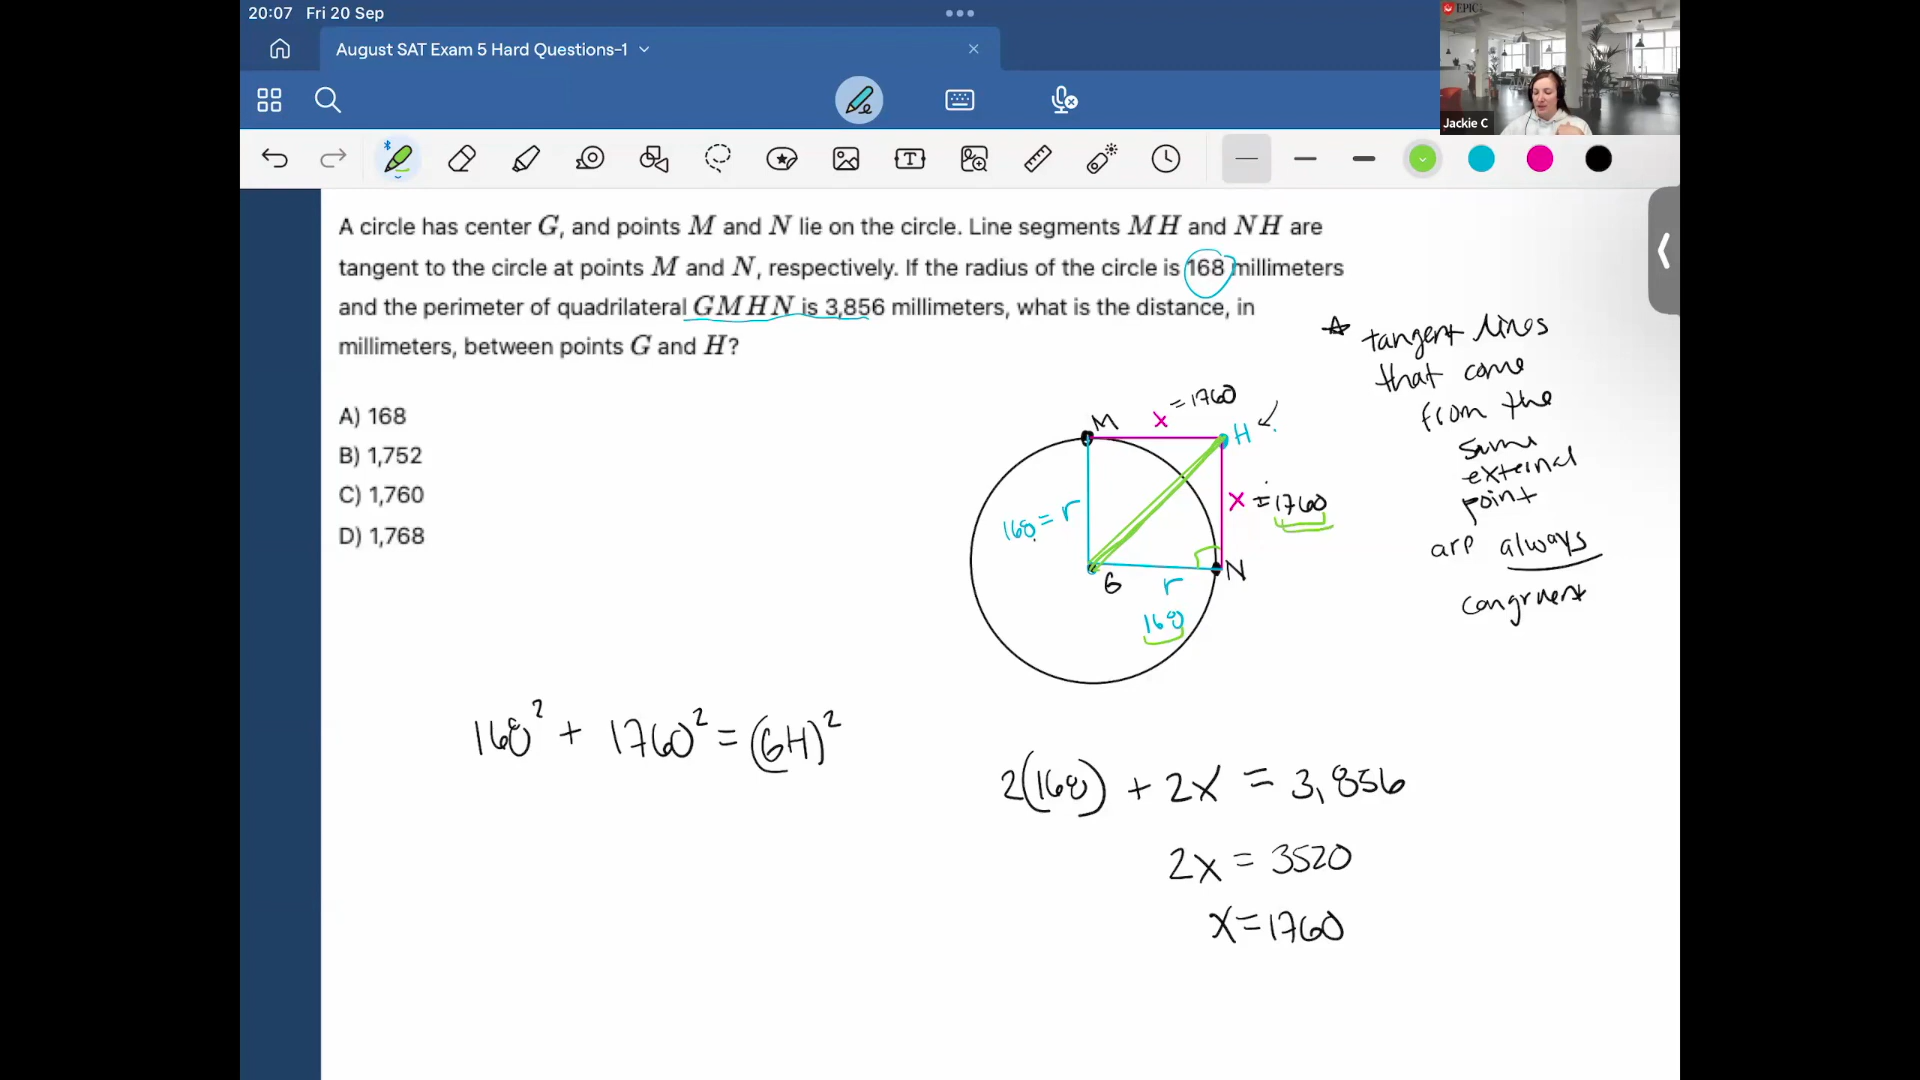 20:07 Fri 20 Sep
EPIC
August SAT Exam 5 Hard Questions-1
Jackie C
A circle has center G, and points M and N lie on the circle. Line segments MH and NH are
tangent to the circle at points M and N, respectively. If the radius of the circle is 168 millimeters
and the perimeter of quadrilateral GMHN is 3,856 millimeters, what is the distance, in
millimeters, between points G and H?
A) 168
B) 1,752
C) 1,760
D) 1,768
tangent lines
that come
from the
same
external
point
are always
congruent
x = 1760
M
H
168 = r
x = 1760
G
N
r
168
168² + 1760² = (GH)²
2(168) + 2x = 3,856
2x = 3520
x = 1760